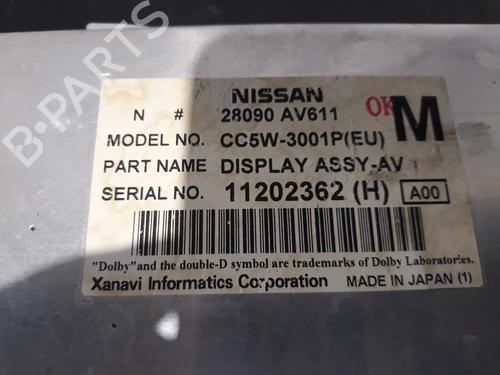 B-PARTS
NISSAN
N # 28090 AV611
OK M
MODEL NO. CC5W-3001P(EU)
PART NAME DISPLAY ASSY-AV
SERIAL NO. 11202362 (H) A00
"Dolby"and the double-D symbol are trademarks of Dolby Laboratories.
Xanavi Informatics Corporation MADE IN JAPAN (1)